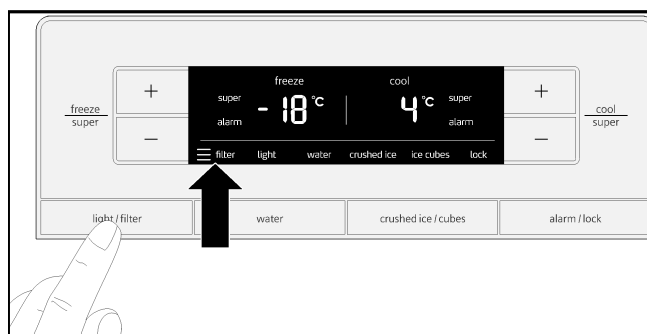 freeze cool
super super
- 18 °C 4 °C
alarm alarm
+ +
freeze cool
super super
− −
filter light water crushed ice ice cubes lock
light / filter water crushed ice / cubes alarm / lock